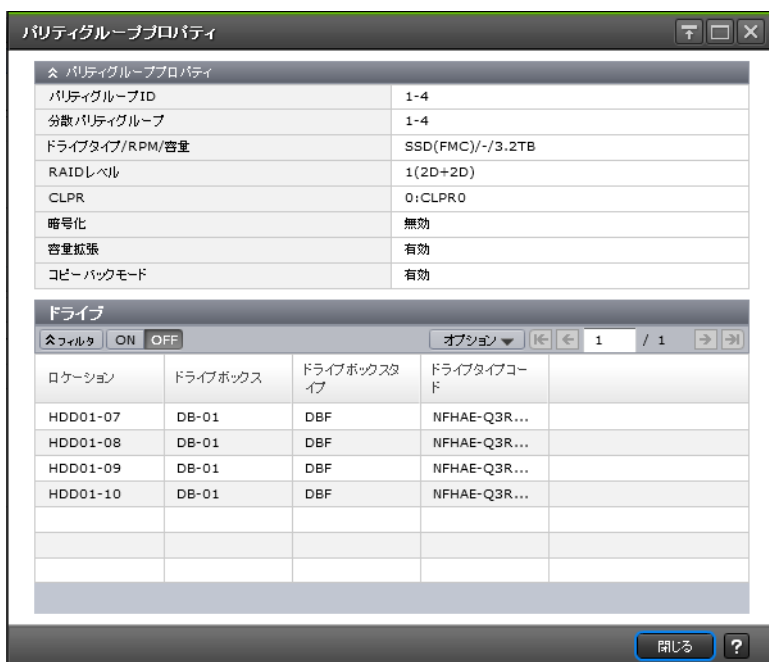 パリティグループプロパティ
パリティグループプロパティ
パリティグループID 1-4
分散パリティグループ 1-4
ドライブタイプ/RPM/容量 SSD(FMC)/-/3.2TB
RAIDレベル 1(2D+2D)
CLPR 0:CLPR0
暗号化 無効
容量拡張 有効
コピーバックモード 有効
ドライブ
フィルタ ON OFF オプション 1 / 1
ロケーション ドライブボックス ドライブボックスタ ドライブタイプコー
イプ ド
HDD01-07 DB-01 DBF NFHAE-Q3R...
HDD01-08 DB-01 DBF NFHAE-Q3R...
HDD01-09 DB-01 DBF NFHAE-Q3R...
HDD01-10 DB-01 DBF NFHAE-Q3R...
閉じる ?